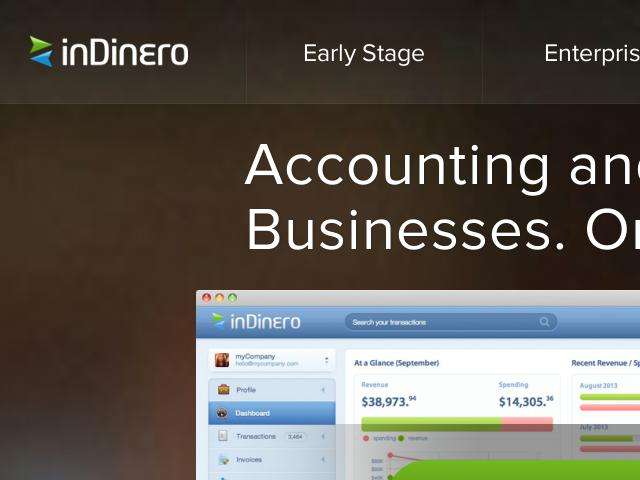 inDinero
Early Stage
Enterpris
Accounting an
Businesses. O
inDinero
Search your transactions
myCompany
hello@mycompany.com
At a Glance (September)
Recent Revenue / Sp
Profile
Revenue
Spending
August 2013
$38,973.94
$14,305.36
Dashboard
Transactions 3,464
July 2013
spending revenue
Invoices